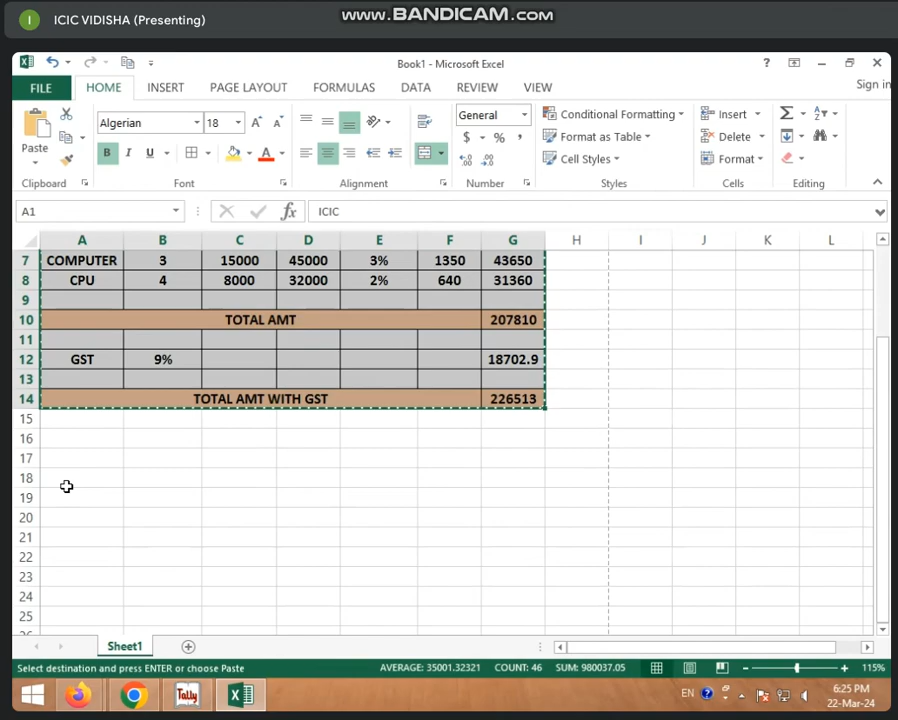 I ICIC VIDISHA (Presenting)
WWW.BANDICAM.COM
Book1 - Microsoft Excel
?
FILE HOME INSERT PAGE LAYOUT FORMULAS DATA REVIEW VIEW Sign in
Paste
Algerian 18
B I U A
General
$ % ,
Conditional Formatting
Format as Table
Cell Styles
Insert
Delete
Format
Clipboard Font Alignment Number Styles Cells Editing
A1 fx ICIC
A B C D E F G H I J K L
7 COMPUTER 3 15000 45000 3% 1350 43650
8 CPU 4 8000 32000 2% 640 31360
9
10 TOTAL AMT 207810
11
12 GST 9% 18702.9
13
14 TOTAL AMT WITH GST 226513
15
16
17
18
19
20
21
22
23
24
25
26
Sheet1
Select destination and press ENTER or choose Paste AVERAGE: 35001.32321 COUNT: 46 SUM: 980037.05 115%
Tally EN 6:25 PM
22-Mar-24